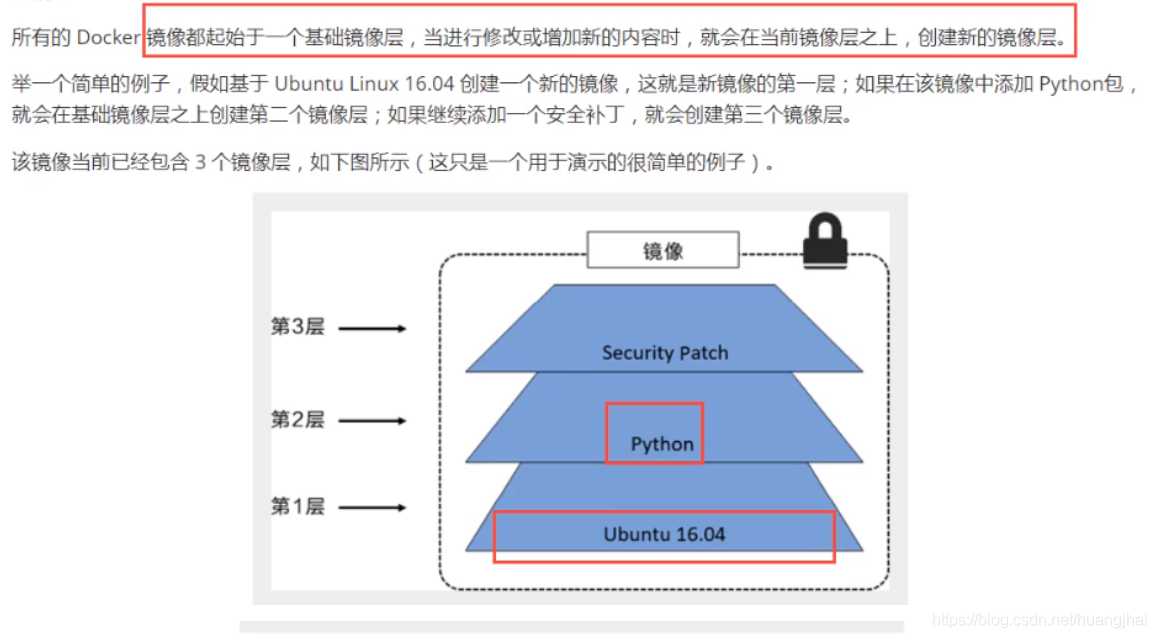 所有的 Docker 镜像都起始于一个基础镜像层，当进行修改或增加新的内容时，就会在当前镜像层之上，创建新的镜像层。
举一个简单的例子，假如基于 Ubuntu Linux 16.04 创建一个新的镜像，这就是新镜像的第一层；如果在该镜像中添加 Python包，
就会在基础镜像层之上创建第二个镜像层；如果继续添加一个安全补丁，就会创建第三个镜像层。
该镜像当前已经包含 3 个镜像层，如下图所示（这只是一个用于演示的很简单的例子）。
镜像
第3层
Security Patch
第2层
Python
第1层
Ubuntu 16.04
https://blog.csdn.net/huangjhai